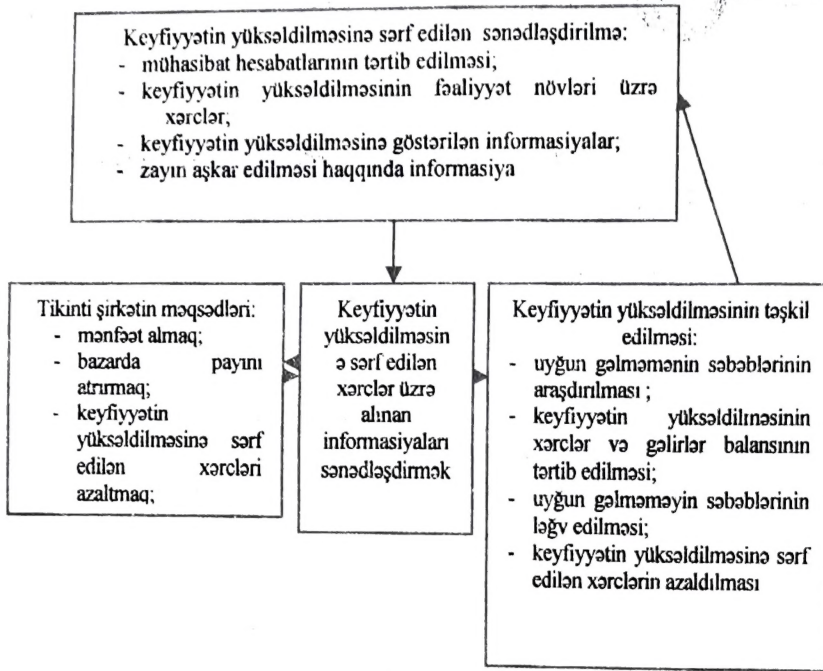 Keyfiyyətin yüksəldilməsinə sərf edilən sənədləşdirilmə:
- mühasibat hesabatlarının tərtib edilməsi;
- keyfiyyətin yüksəldilməsinin fəaliyyət növləri üzrə
xərclər;
- keyfiyyətin yüksəldilməsinə göstərilən informasiyalar;
- zayın aşkar edilməsi haqqında informasiya
Tikinti şirkətin məqsədləri:
- mənfəət almaq;
- bazarda payını
atrırmaq;
- keyfiyyətin
yüksəldilməsinə sərf
edilən xərcləri
azaltmaq;
Keyfiyyətin
yüksəldilməsin
ə sərf edilən
xərclər üzrə
alınan
informasiyaları
sənədləşdirmək
Keyfiyyətin yüksəldilməsinin təşkil
edilməsi:
- uyğun gəlməmənin səbəblərinin
araşdırılması ;
- keyfiyyətin yüksəldilməsinin
xərclər və gəlirlər balansının
tərtib edilməsi;
- uyğun gəlməməyin səbəblərinin
ləğv edilməsi;
- keyfiyyətin yüksəldilməsinə sərf
edilən xərclərin azaldılması